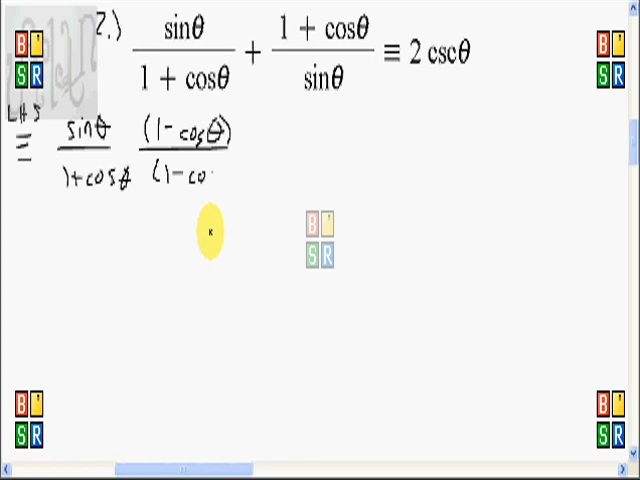 B
S R
B
S R
2.) sinθ/(1 + cosθ) + (1 + cosθ)/sinθ ≡ 2 cscθ
LHS
≡ sinθ/(1+cosθ) (1-cosθ)/(1-co
B
S R
B
S R
B
S R